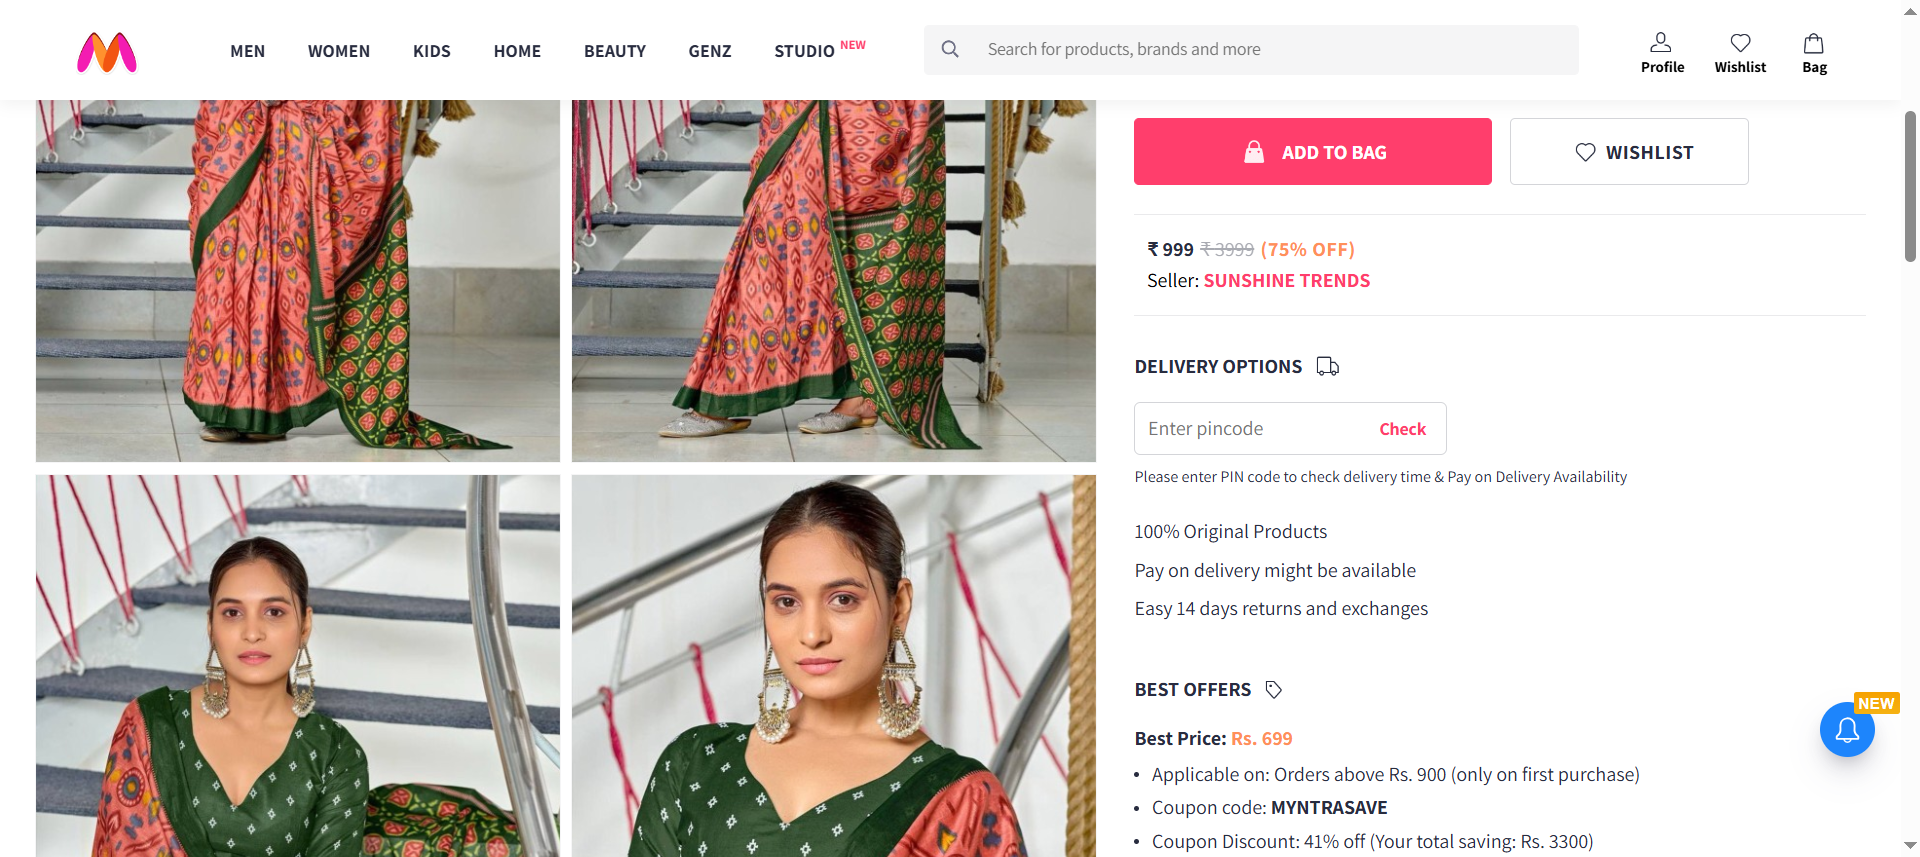 MEN WOMEN KIDS HOME BEAUTY GENZ STUDIO NEW
Search for products, brands and more
Profile Wishlist Bag
ADD TO BAG WISHLIST
₹ 999 ₹ 3999 (75% OFF)
Seller: SUNSHINE TRENDS
DELIVERY OPTIONS
Enter pincode Check
Please enter PIN code to check delivery time & Pay on Delivery Availability
100% Original Products
Pay on delivery might be available
Easy 14 days returns and exchanges
BEST OFFERS
NEW
Best Price: Rs. 699
• Applicable on: Orders above Rs. 900 (only on first purchase)
• Coupon code: MYNTRASAVE
• Coupon Discount: 41% off (Your total saving: Rs. 3300)